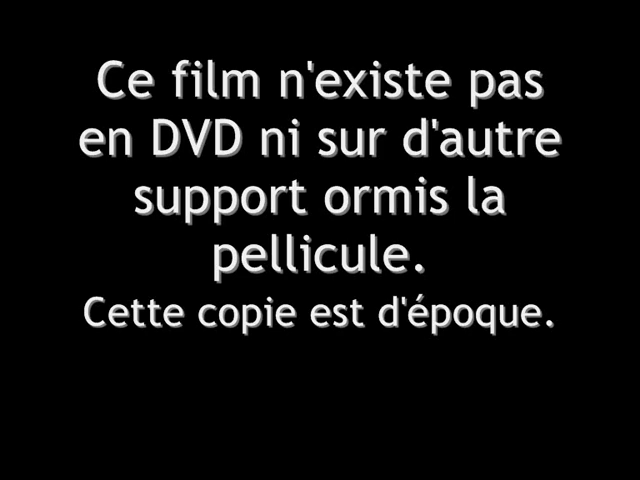 Ce film n'existe pas
en DVD ni sur d'autre
support ormis la
pellicule.
Cette copie est d'époque.